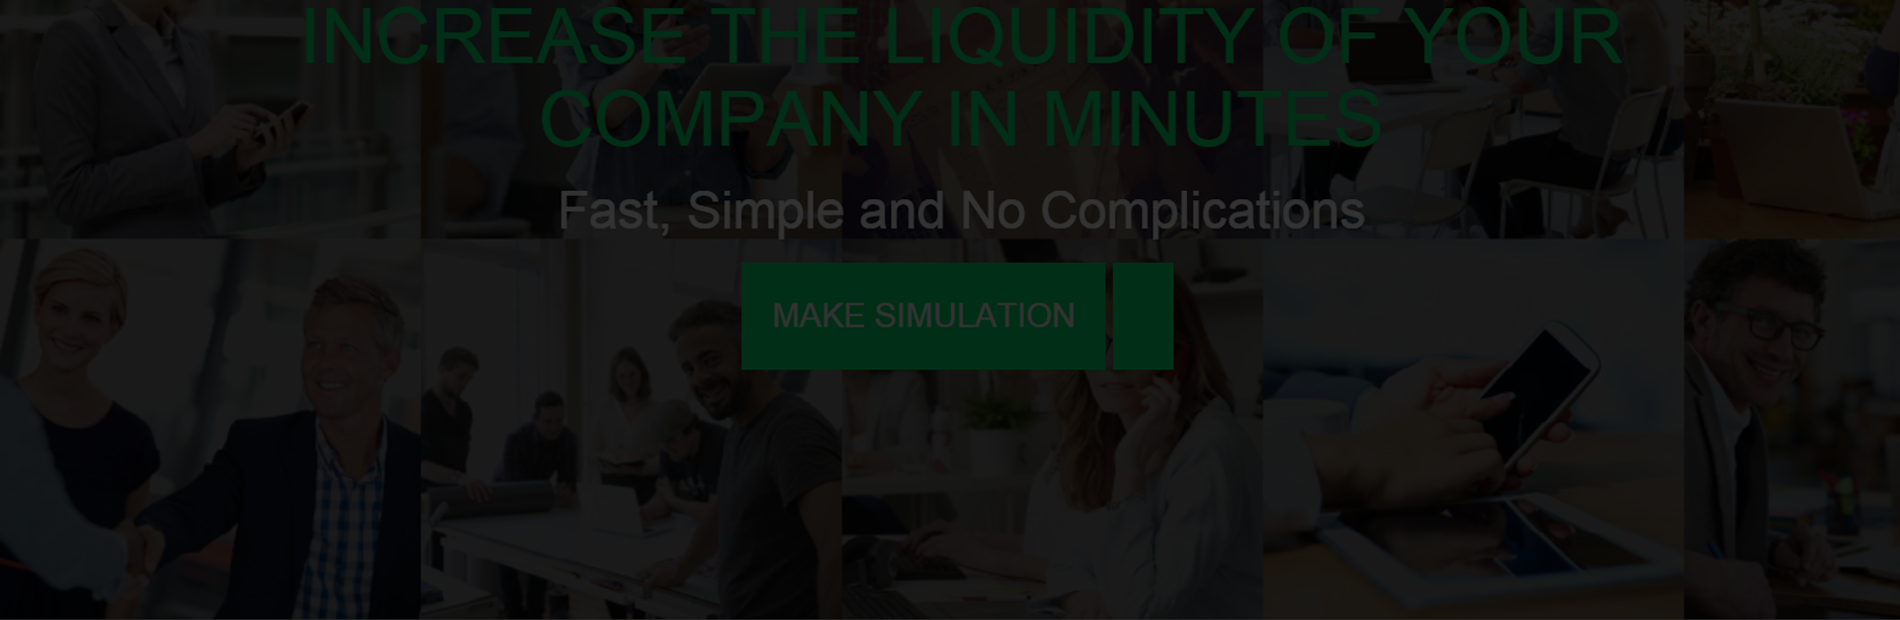 INCREASE THE LIQUIDITY OF YOUR
COMPANY IN MINUTES
Fast, Simple and No Complications
MAKE SIMULATION